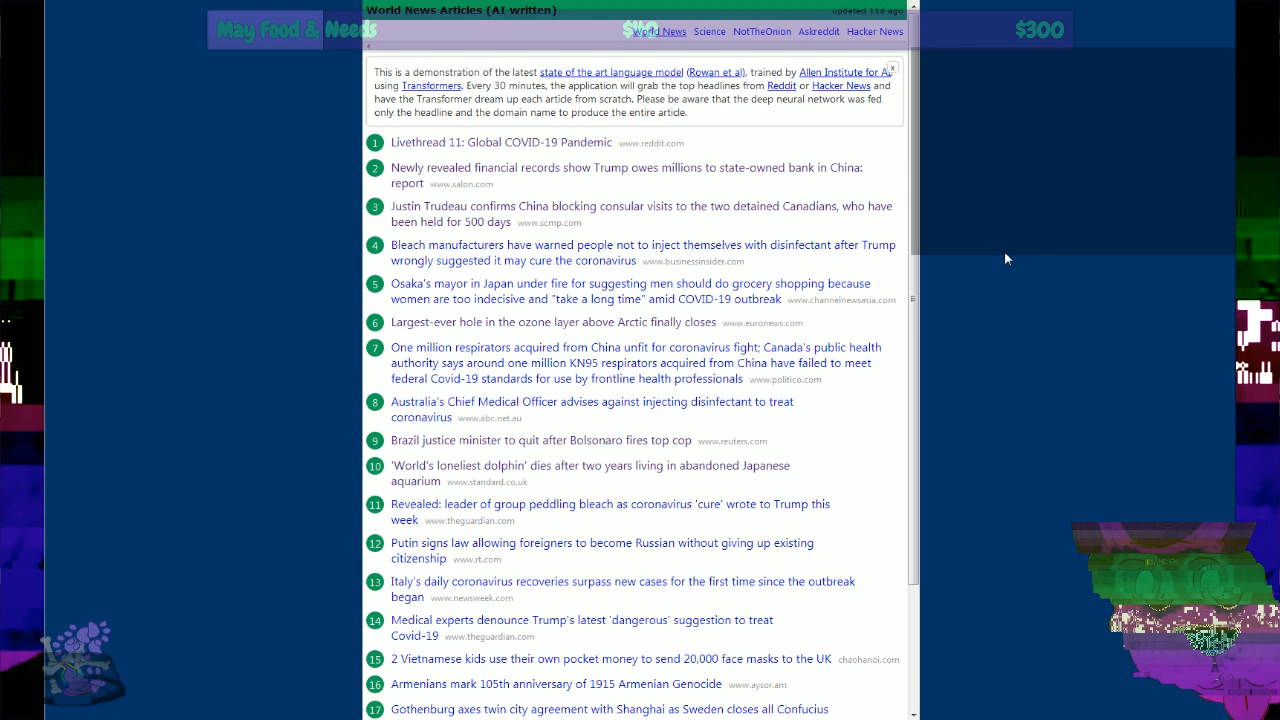 World News Articles (AI written)
updated 11d ago
May Food & Needs
$300
World News Science NotTheOnion Askreddit Hacker News
x
This is a demonstration of the latest state of the art language model (Rowan et al), trained by Allen Institute for AI
using Transformers. Every 30 minutes, the application will grab the top headlines from Reddit or Hacker News and
have the Transformer dream up each article from scratch. Please be aware that the deep neural network was fed
only the headline and the domain name to produce the entire article.
1 Livethread 11: Global COVID-19 Pandemic www.reddit.com
2 Newly revealed financial records show Trump owes millions to state-owned bank in China:
report www.salon.com
3 Justin Trudeau confirms China blocking consular visits to the two detained Canadians, who have
been held for 500 days www.scmp.com
4 Bleach manufacturers have warned people not to inject themselves with disinfectant after Trump
wrongly suggested it may cure the coronavirus www.businessinsider.com
5 Osaka's mayor in Japan under fire for suggesting men should do grocery shopping because
women are too indecisive and "take a long time" amid COVID-19 outbreak www.channelnewsasia.com
6 Largest-ever hole in the ozone layer above Arctic finally closes www.euronews.com
7 One million respirators acquired from China unfit for coronavirus fight; Canada's public health
authority says around one million KN95 respirators acquired from China have failed to meet
federal Covid-19 standards for use by frontline health professionals www.politico.com
8 Australia's Chief Medical Officer advises against injecting disinfectant to treat
coronavirus www.abc.net.au
9 Brazil justice minister to quit after Bolsonaro fires top cop www.reuters.com
10 'World's loneliest dolphin' dies after two years living in abandoned Japanese
aquarium www.standard.co.uk
11 Revealed: leader of group peddling bleach as coronavirus 'cure' wrote to Trump this
week www.theguardian.com
12 Putin signs law allowing foreigners to become Russian without giving up existing
citizenship www.rt.com
13 Italy's daily coronavirus recoveries surpass new cases for the first time since the outbreak
began www.newsweek.com
14 Medical experts denounce Trump's latest 'dangerous' suggestion to treat
Covid-19 www.theguardian.com
15 2 Vietnamese kids use their own pocket money to send 20,000 face masks to the UK chaohanoi.com
16 Armenians mark 105th anniversary of 1915 Armenian Genocide www.aysor.am
17 Gothenburg axes twin city agreement with Shanghai as Sweden closes all Confucius